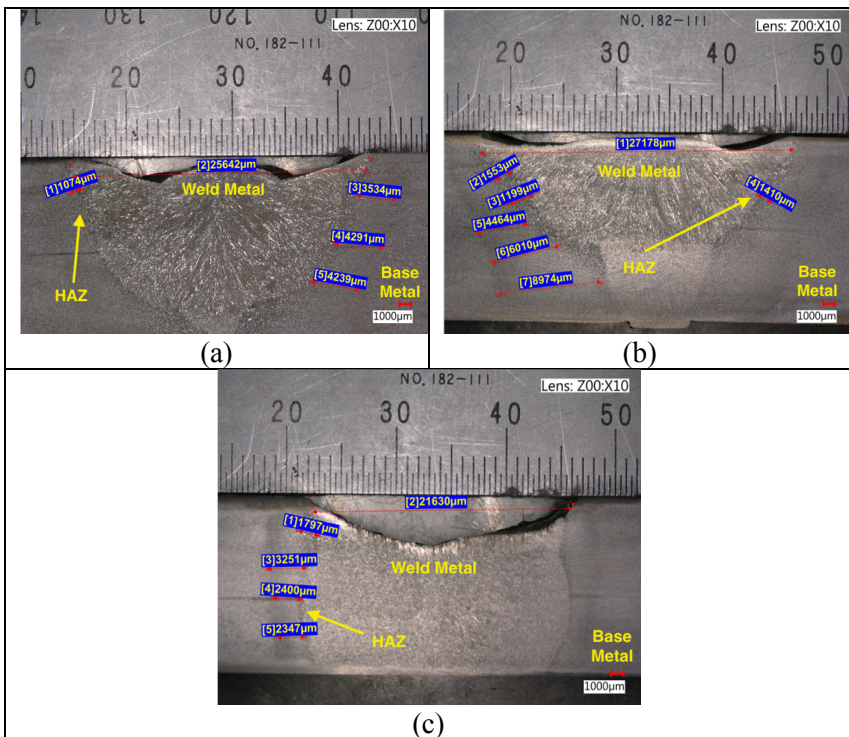 Lens: Z00:X10
NO. 182-111
20 30 40
[2]25642µm
[1]1074µm
Weld Metal
[3]3534µm
[4]4291µm
[5]4239µm
HAZ
Base
Metal
1000µm
(a)
Lens: Z00:X10
NO. 182-111
20 30 40 50
[1]27178µm
[2]1553µm
Weld Metal
[3]1199µm
[4]1410µm
[5]4464µm
[6]6010µm
HAZ
[7]8974µm
Base
Metal
1000µm
(b)
NO. 182-111
Lens: Z00:X10
20 30 40 50
[2]21630µm
[1]1797µm
[3]3251µm
Weld Metal
[4]2400µm
[5]2347µm
HAZ
Base
Metal
1000µm
(c)